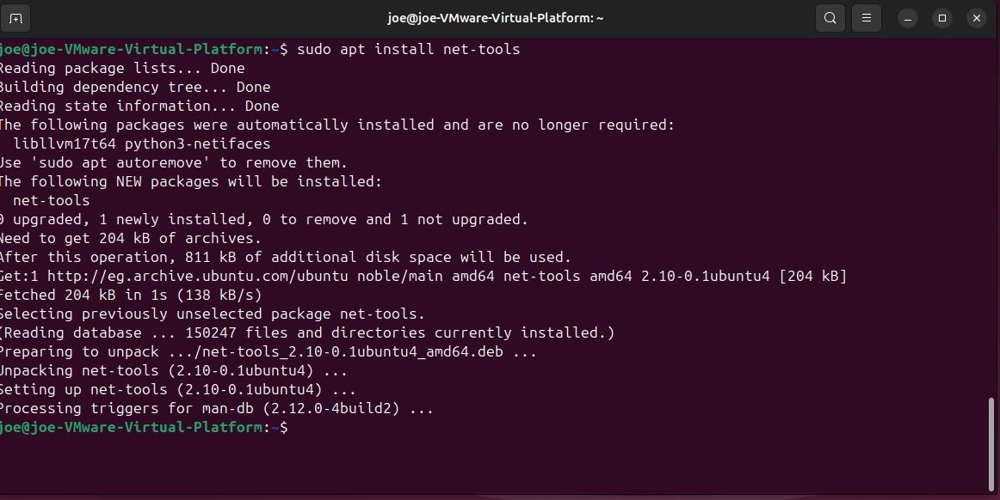 joe@joe-VMware-Virtual-Platform: ~
joe@joe-VMware-Virtual-Platform:~$ sudo apt install net-tools
Reading package lists... Done
Building dependency tree... Done
Reading state information... Done
The following packages were automatically installed and are no longer required:
  libllvm17t64 python3-netifaces
Use 'sudo apt autoremove' to remove them.
The following NEW packages will be installed:
  net-tools
0 upgraded, 1 newly installed, 0 to remove and 1 not upgraded.
Need to get 204 kB of archives.
After this operation, 811 kB of additional disk space will be used.
Get:1 http://eg.archive.ubuntu.com/ubuntu noble/main amd64 net-tools amd64 2.10-0.1ubuntu4 [204 kB]
Fetched 204 kB in 1s (138 kB/s)
Selecting previously unselected package net-tools.
(Reading database ... 150247 files and directories currently installed.)
Preparing to unpack .../net-tools_2.10-0.1ubuntu4_amd64.deb ...
Unpacking net-tools (2.10-0.1ubuntu4) ...
Setting up net-tools (2.10-0.1ubuntu4) ...
Processing triggers for man-db (2.12.0-4build2) ...
joe@joe-VMware-Virtual-Platform:~$